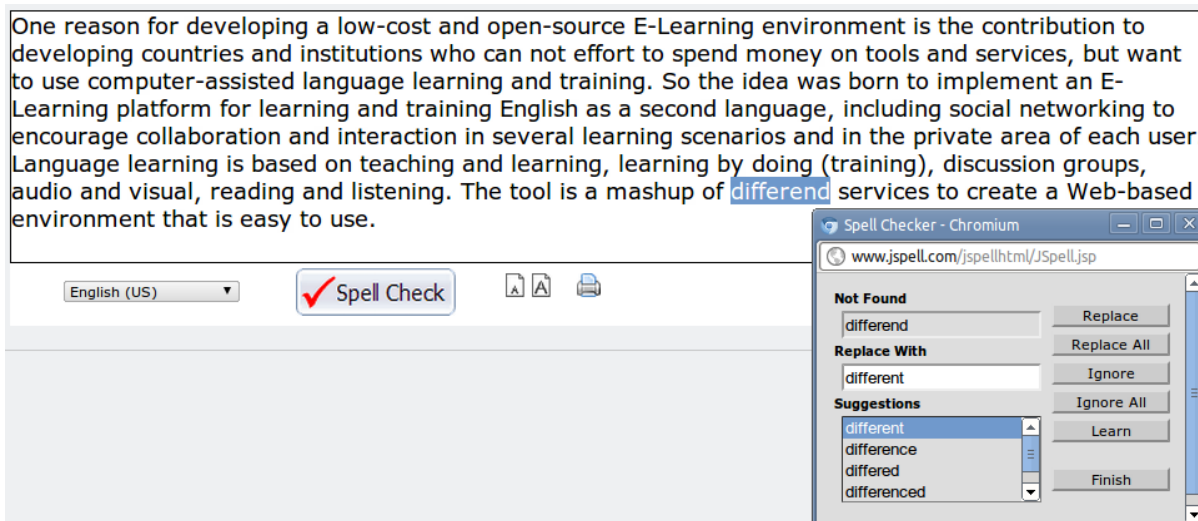 One reason for developing a low-cost and open-source E-Learning environment is the contribution to
developing countries and institutions who can not effort to spend money on tools and services, but want
to use computer-assisted language learning and training. So the idea was born to implement an E-
Learning platform for learning and training English as a second language, including social networking to
encourage collaboration and interaction in several learning scenarios and in the private area of each user
Language learning is based on teaching and learning, learning by doing (training), discussion groups,
audio and visual, reading and listening. The tool is a mashup of differend services to create a Web-based
environment that is easy to use.
English (US)
Spell Check
A A
Spell Checker - Chromium
www.jspell.com/jspellhtml/JSpell.jsp
Not Found
differend
Replace With
different
Suggestions
different
difference
differed
differenced
Replace
Replace All
Ignore
Ignore All
Learn
Finish